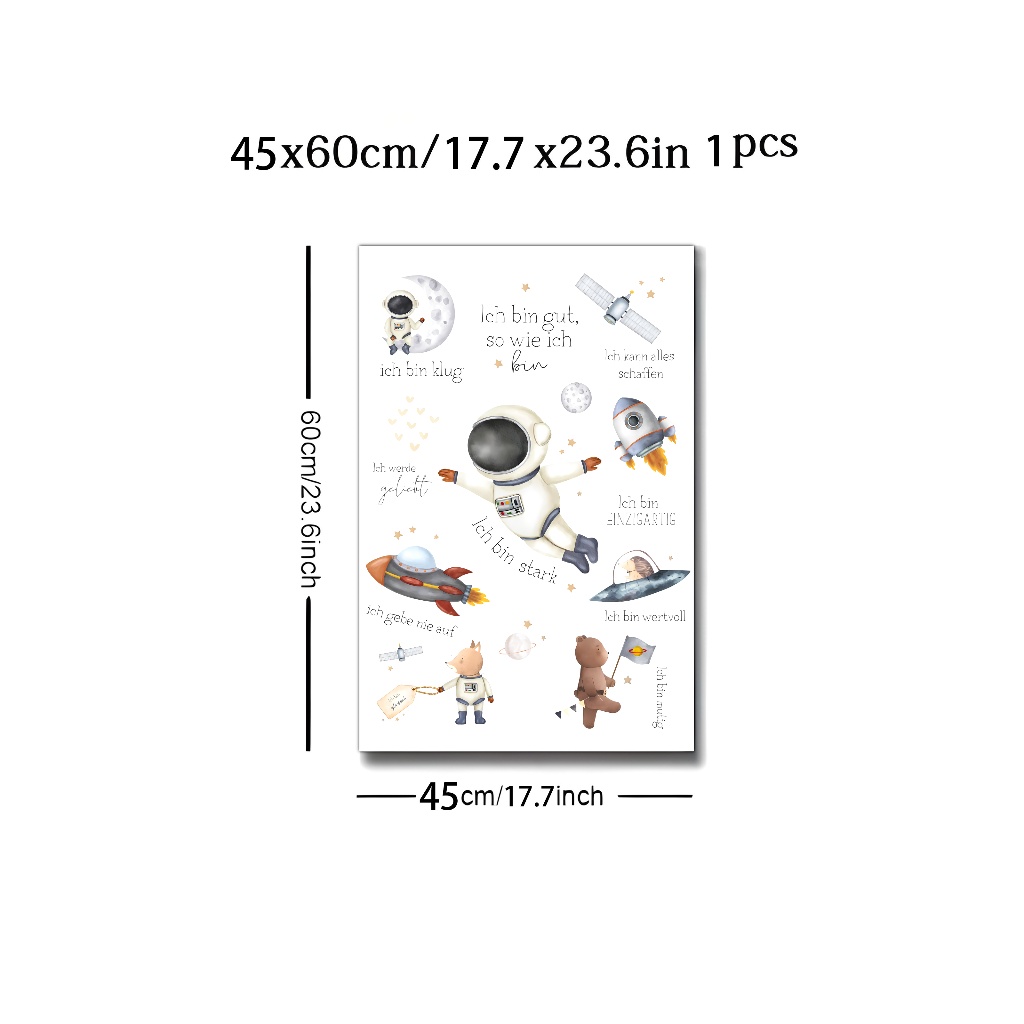 45x60cm/17.7 x23.6in 1pcs
60cm/23.6inch
Ich bin gut,
so wie ich
bin
ich bin klug
Ich kann alles
schaffen
Ich werde
geliebt
Ich bin
EINZIGARTIG
Ich bin stark
Ich gebe nie auf
Ich bin wertvoll
Ich bin mutig
45cm/17.7inch